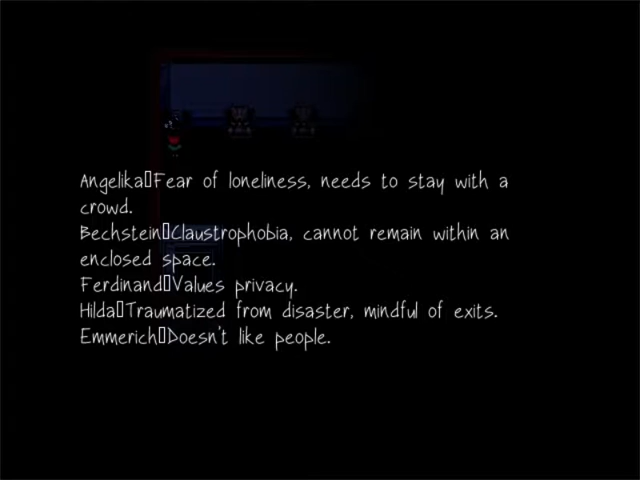 Angelika▯Fear of loneliness, needs to stay with a
crowd.
Bechstein▯Claustrophobia, cannot remain within an
enclosed space.
Ferdinand▯Values privacy.
Hilda▯Traumatized from disaster, mindful of exits.
Emmerich▯Doesn't like people.